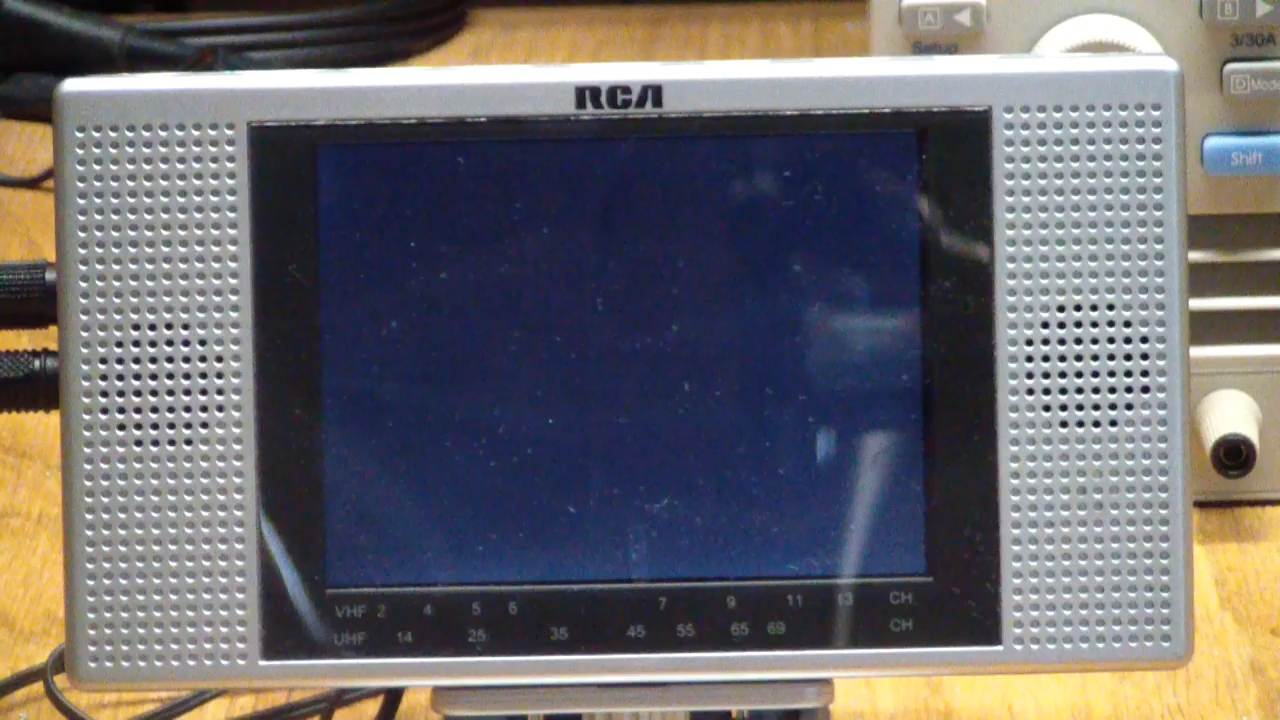 A
Setup
B
3/30A
D Mode
RCA
Shift
VHF 2 4 5 6 7 9 11 13 CH
UHF 14 25 35 45 55 65 69 CH